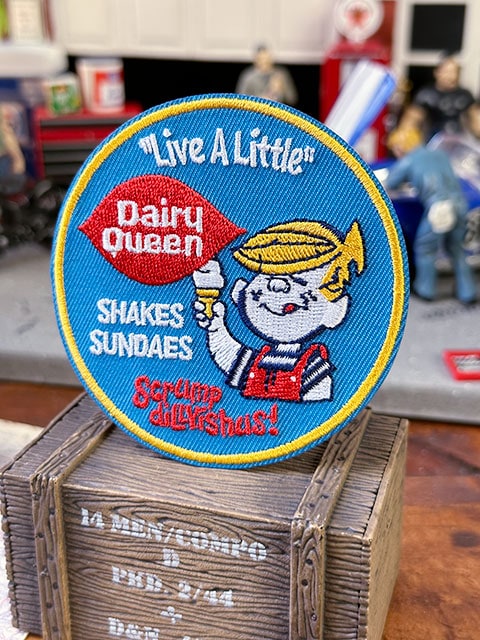 "Live A Little"
Dairy
Queen
SHAKES
SUNDAES
Scrump
dillyishus!
14 MEN/COMPO
D
PKD. 2/44
+